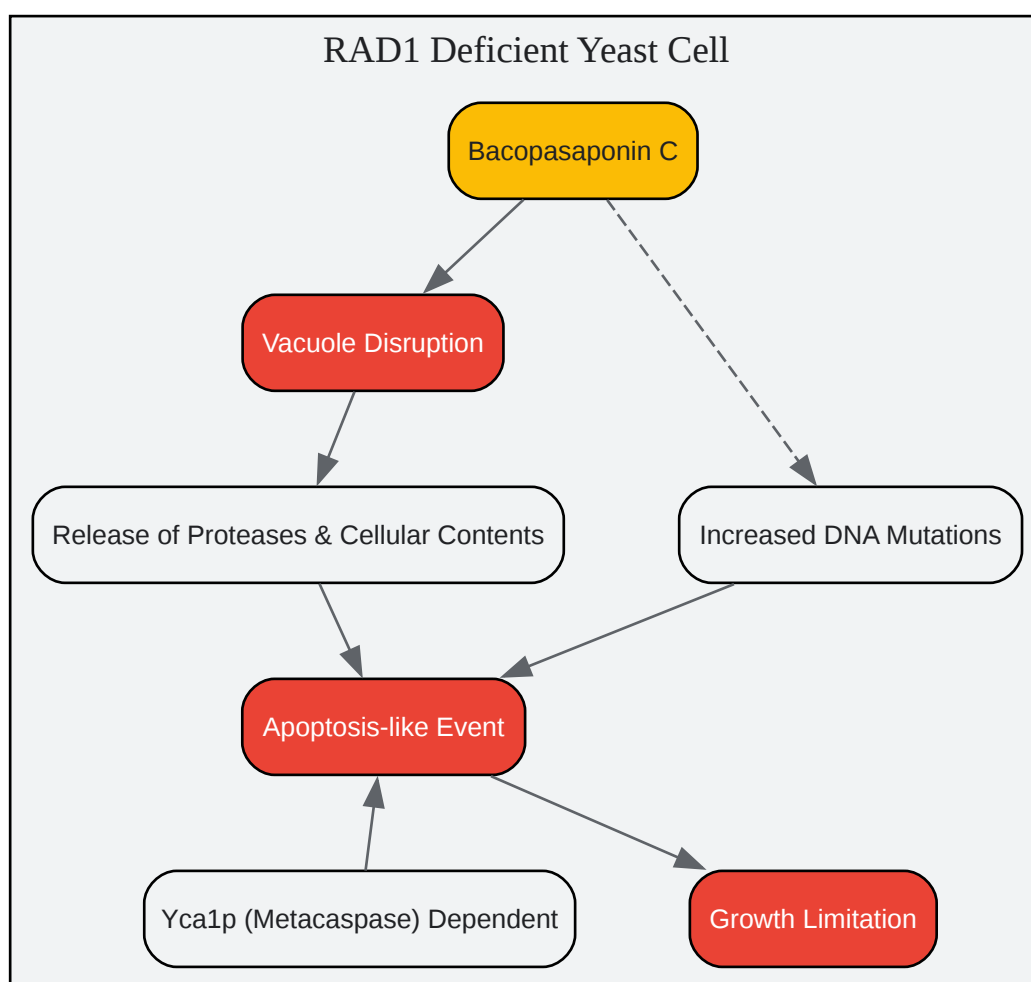 RAD1 Deficient Yeast Cell
Bacopasaponin C
Vacuole Disruption
Release of Proteases & Cellular Contents
Increased DNA Mutations
Apoptosis-like Event
Yca1p (Metacaspase) Dependent
Growth Limitation